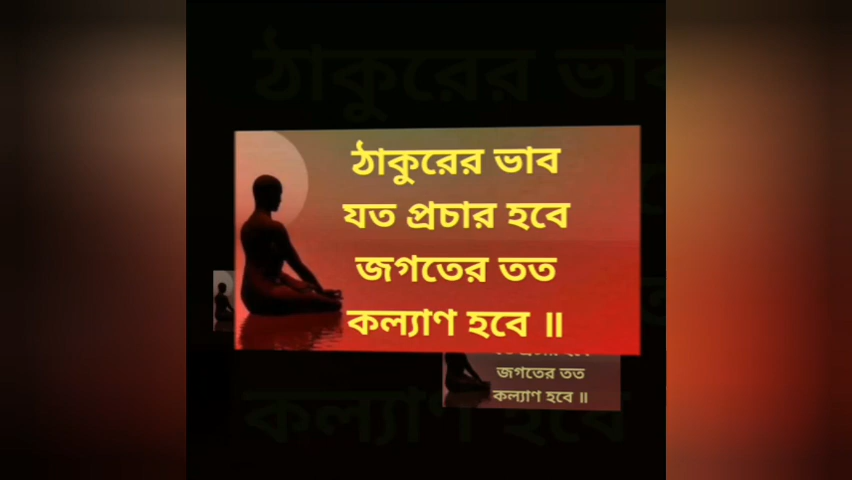 ঠাকুরের ভাব
যত প্রচার হবে
জগতের তত
কল্যাণ হবে ॥
জগতের তত
কল্যাণ হবে ॥